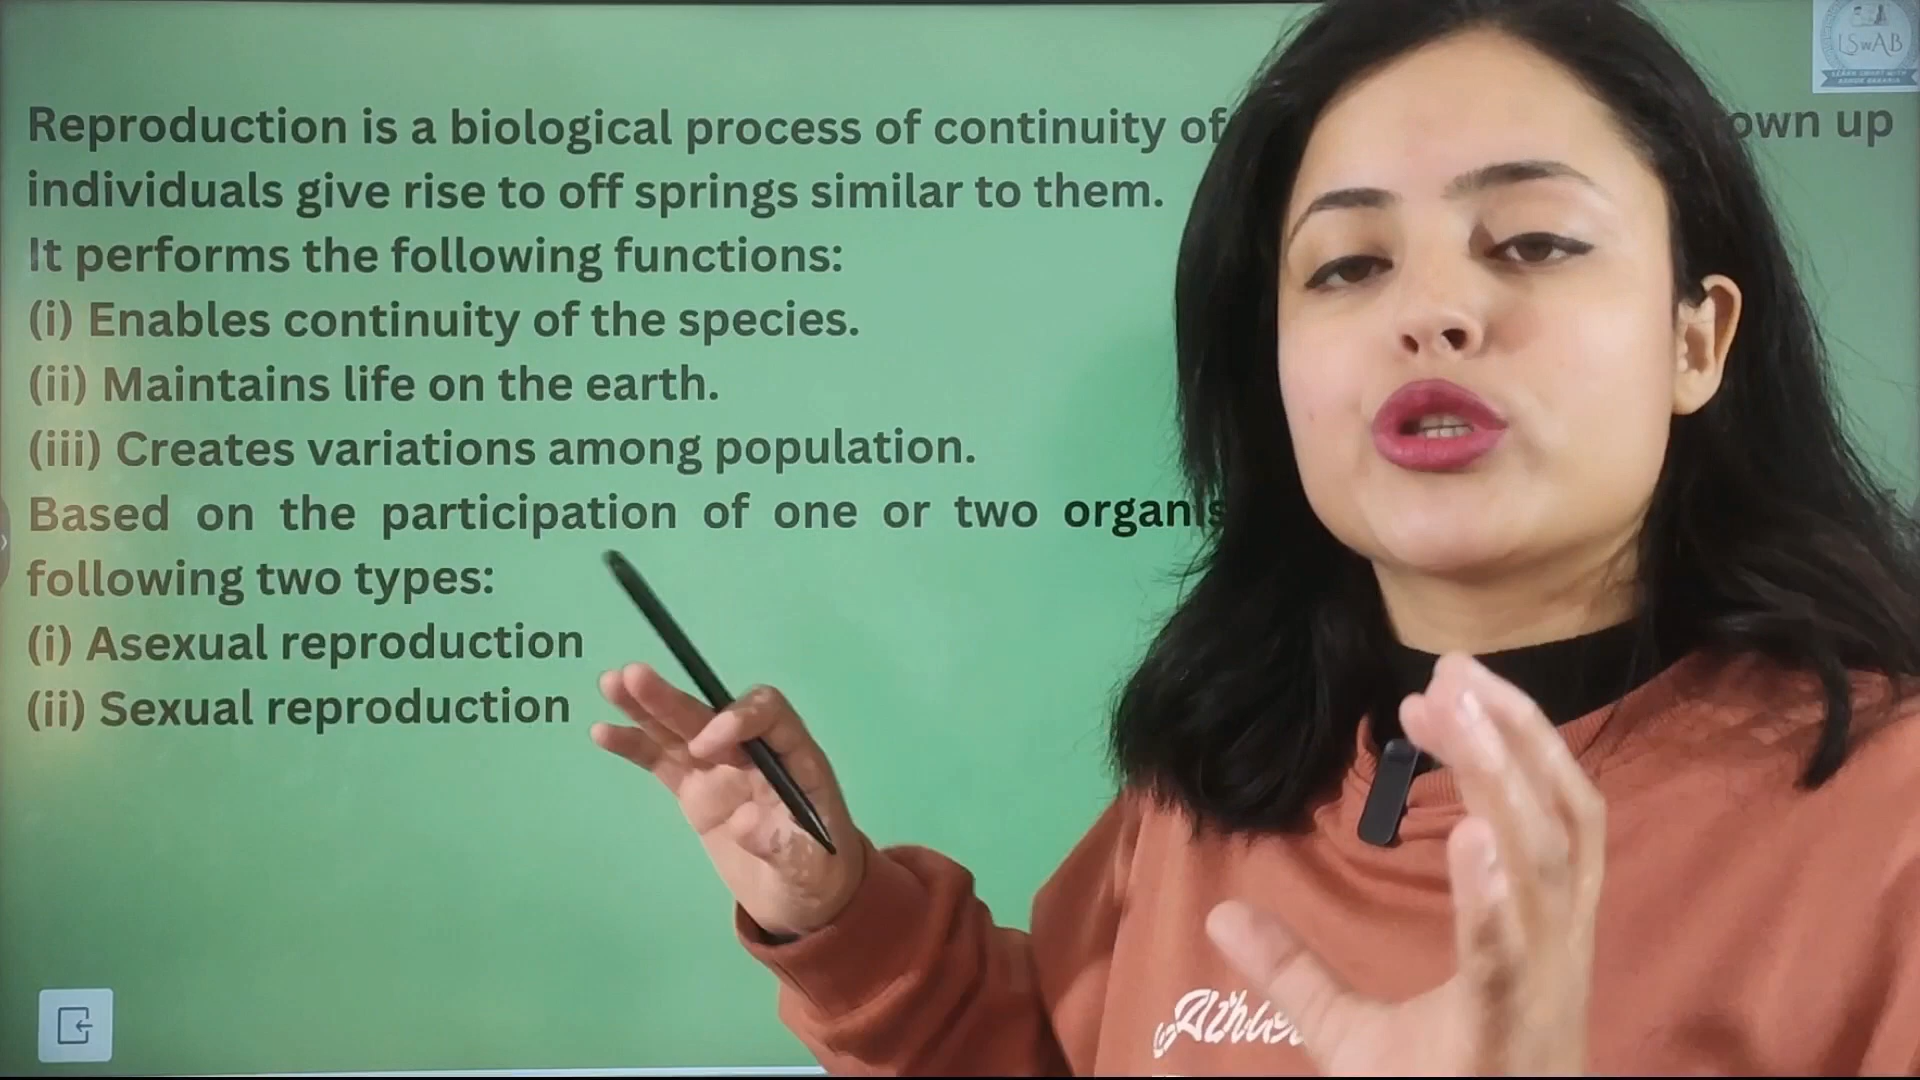 Reproduction is a biological process of continuity of own up
individuals give rise to off springs similar to them.
It performs the following functions:
(i) Enables continuity of the species.
(ii) Maintains life on the earth.
(iii) Creates variations among population.
Based on the participation of one or two organis
following two types:
(i) Asexual reproduction
(ii) Sexual reproduction
LSwAB
LEARN SMART WITH